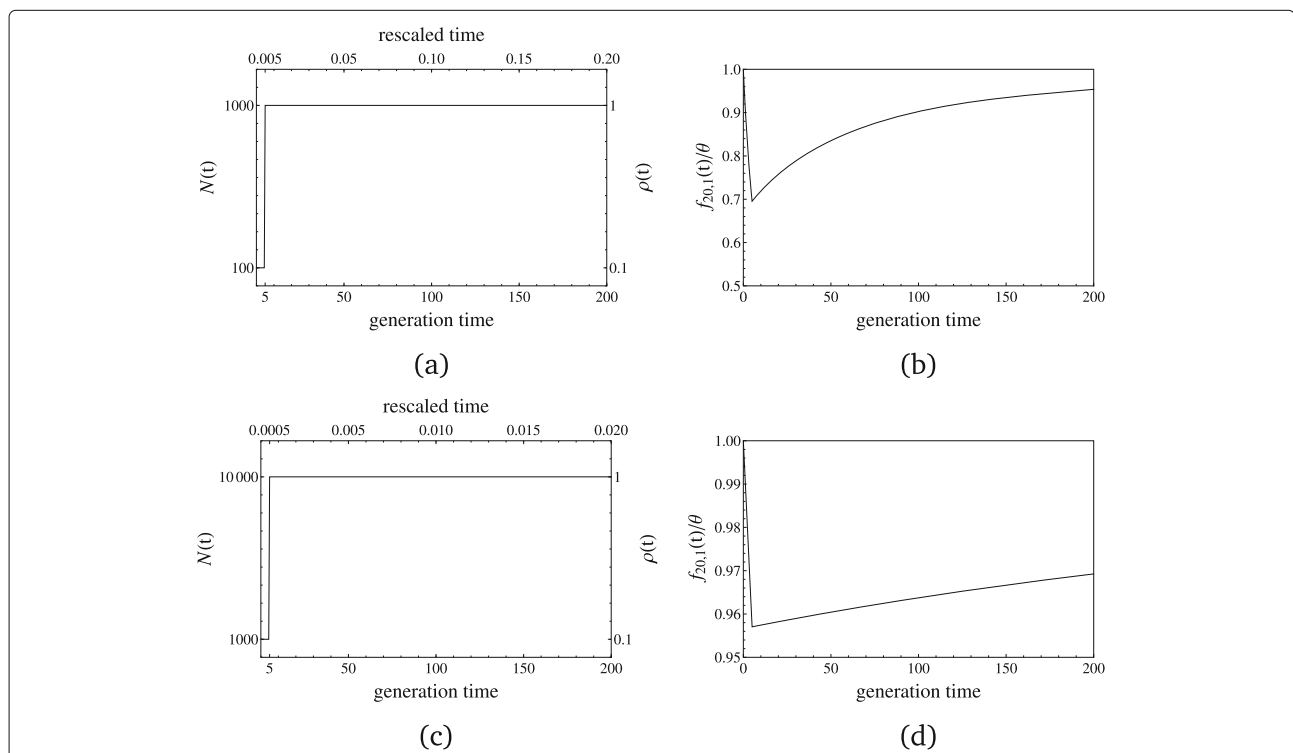 rescaled time
0.005 0.05 0.10 0.15 0.20
1000
100
N(t)
1
0.1
ρ(t)
5 50 100 150 200
generation time
(a)
1.0
0.9
0.8
0.7
0.6
0.5
f20,1(t)/θ
0 50 100 150 200
generation time
(b)
rescaled time
0.0005 0.005 0.010 0.015 0.020
10 000
1000
N(t)
1
0.1
ρ(t)
5 50 100 150 200
generation time
(c)
1.00
0.99
0.98
0.97
0.96
0.95
f20,1(t)/θ
0 50 100 150 200
generation time
(d)